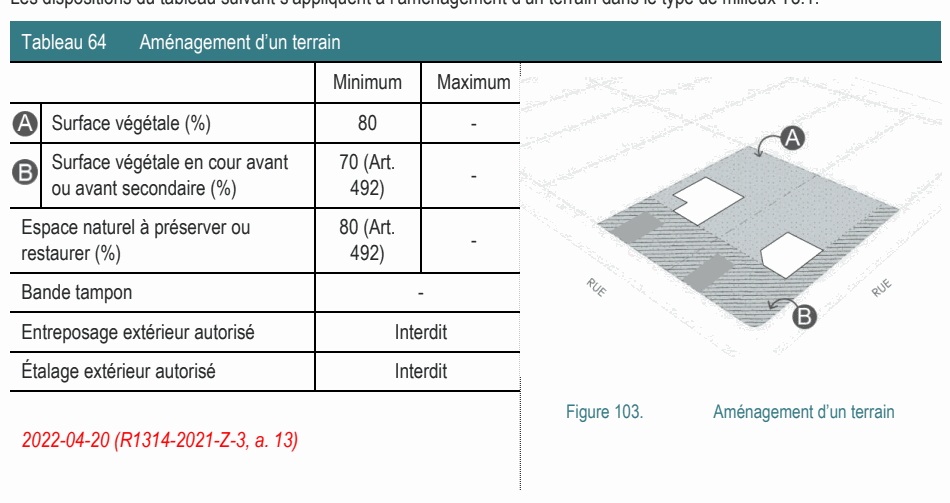 Les dispositions du tableau suivant s'appliquent à l'aménagement d'un terrain dans le type de milieux T6.1.
Tableau 64 Aménagement d'un terrain
Minimum Maximum
A Surface végétale (%) 80 -
B Surface végétale en cour avant
ou avant secondaire (%) 70 (Art.
492) -
Espace naturel à préserver ou
restaurer (%) 80 (Art.
492) -
Bande tampon -
Entreposage extérieur autorisé Interdit
Étalage extérieur autorisé Interdit
2022-04-20 (R1314-2021-Z-3, a. 13)
A
RUE
RUE
B
Figure 103. Aménagement d'un terrain